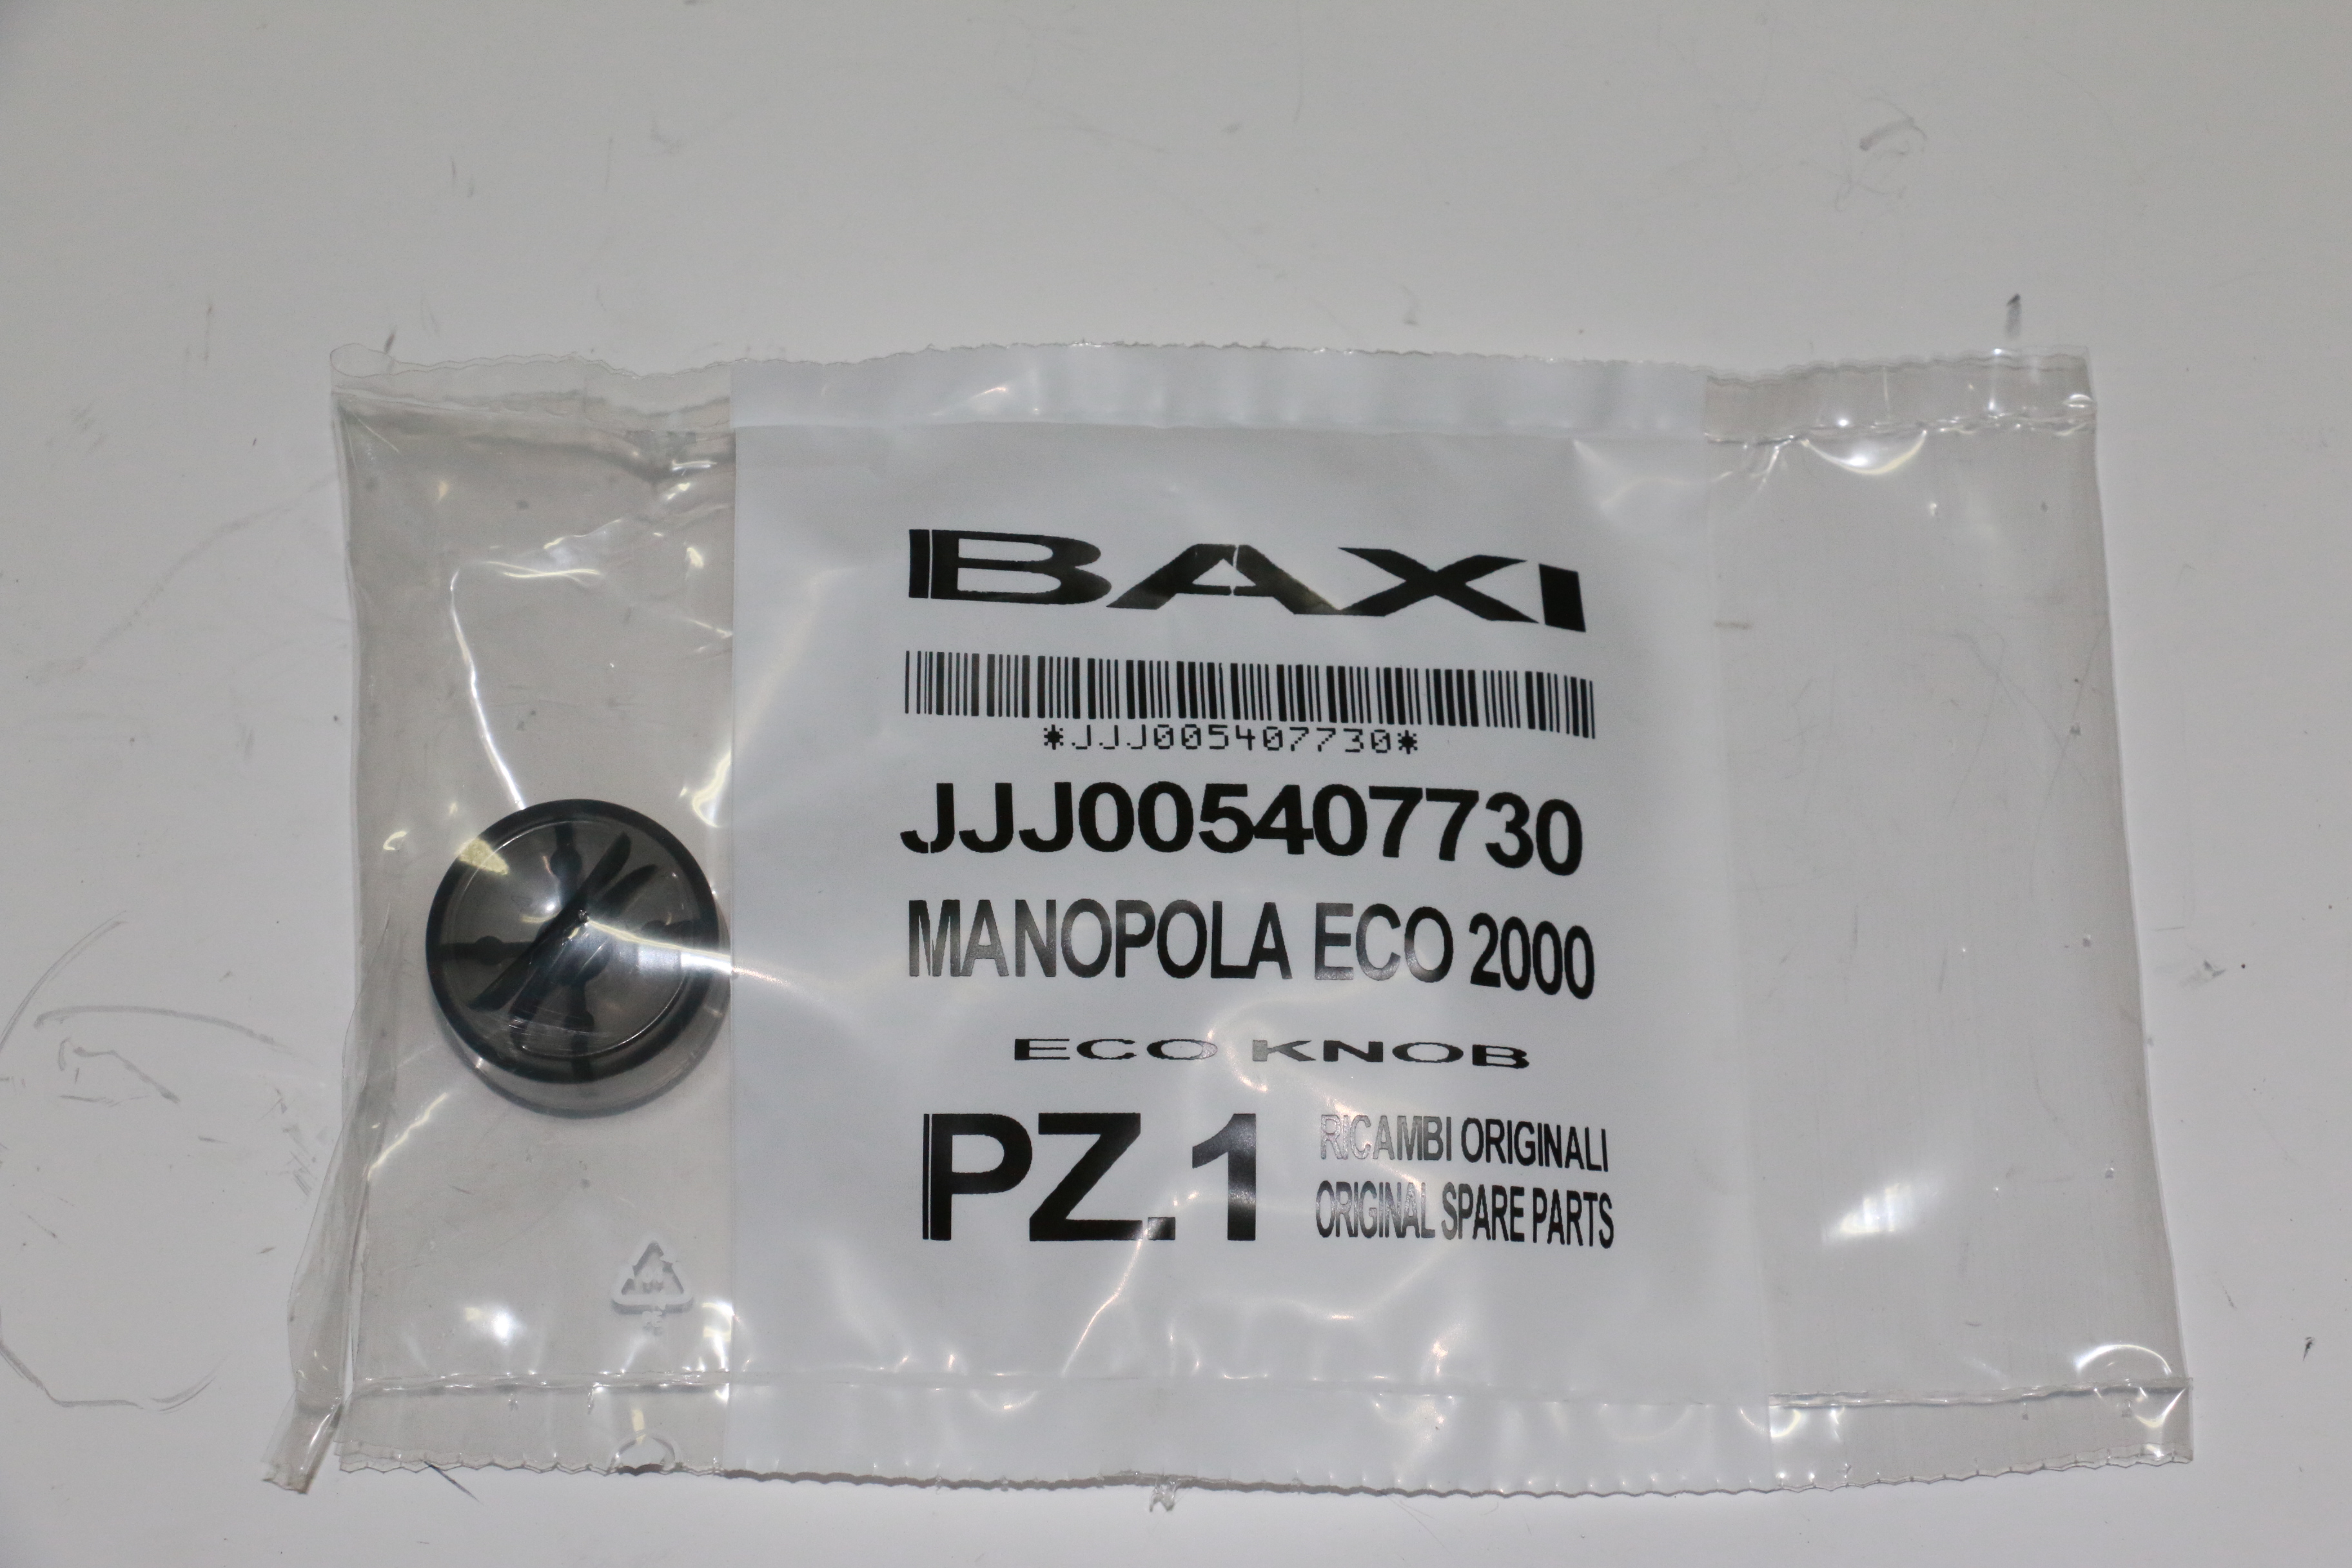 BAXI
*JJJ005407730*
JJJ005407730
MANOPOLA ECO 2000
ECO KNOB
PZ.1
RICAMBI ORIGINALI
ORIGINAL SPARE PARTS